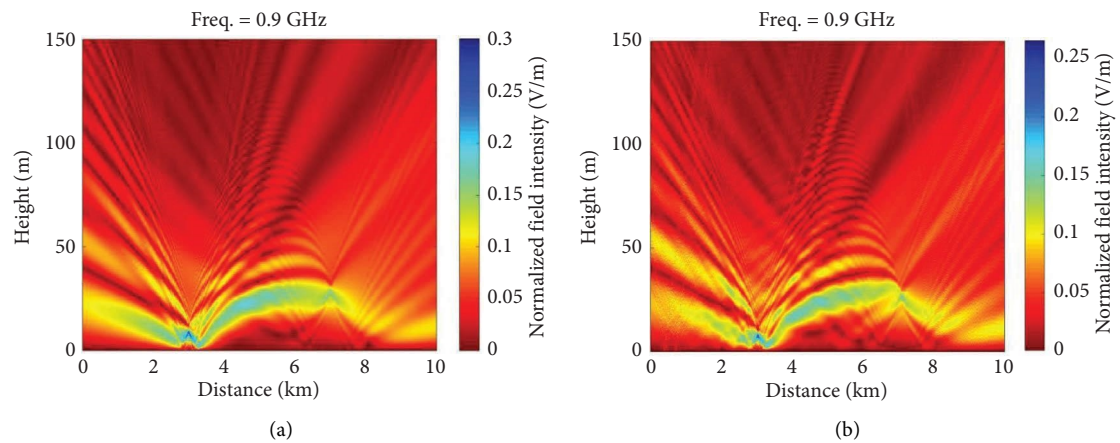 Freq. = 0.9 GHz
150
100
50
0
Height (m)
0 2 4 6 8 10
Distance (km)
0.3
0.25
0.2
0.15
0.1
0.05
0
Normalized field intensity (V/m)
(a)
Freq. = 0.9 GHz
150
100
50
0
Height (m)
0 2 4 6 8 10
Distance (km)
0.25
0.2
0.15
0.1
0.05
0
Normalized field intensity (V/m)
(b)